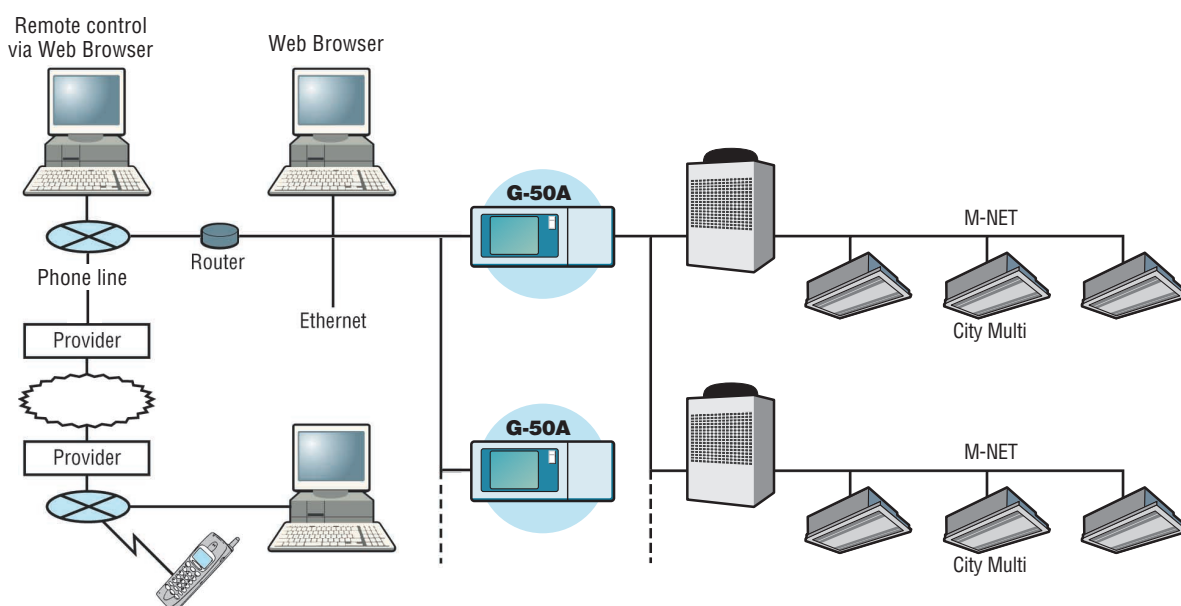 Remote control
via Web Browser
Web Browser
G-50A
M-NET
Router
Phone line
Ethernet
City Multi
Provider
G-50A
Provider
M-NET
City Multi